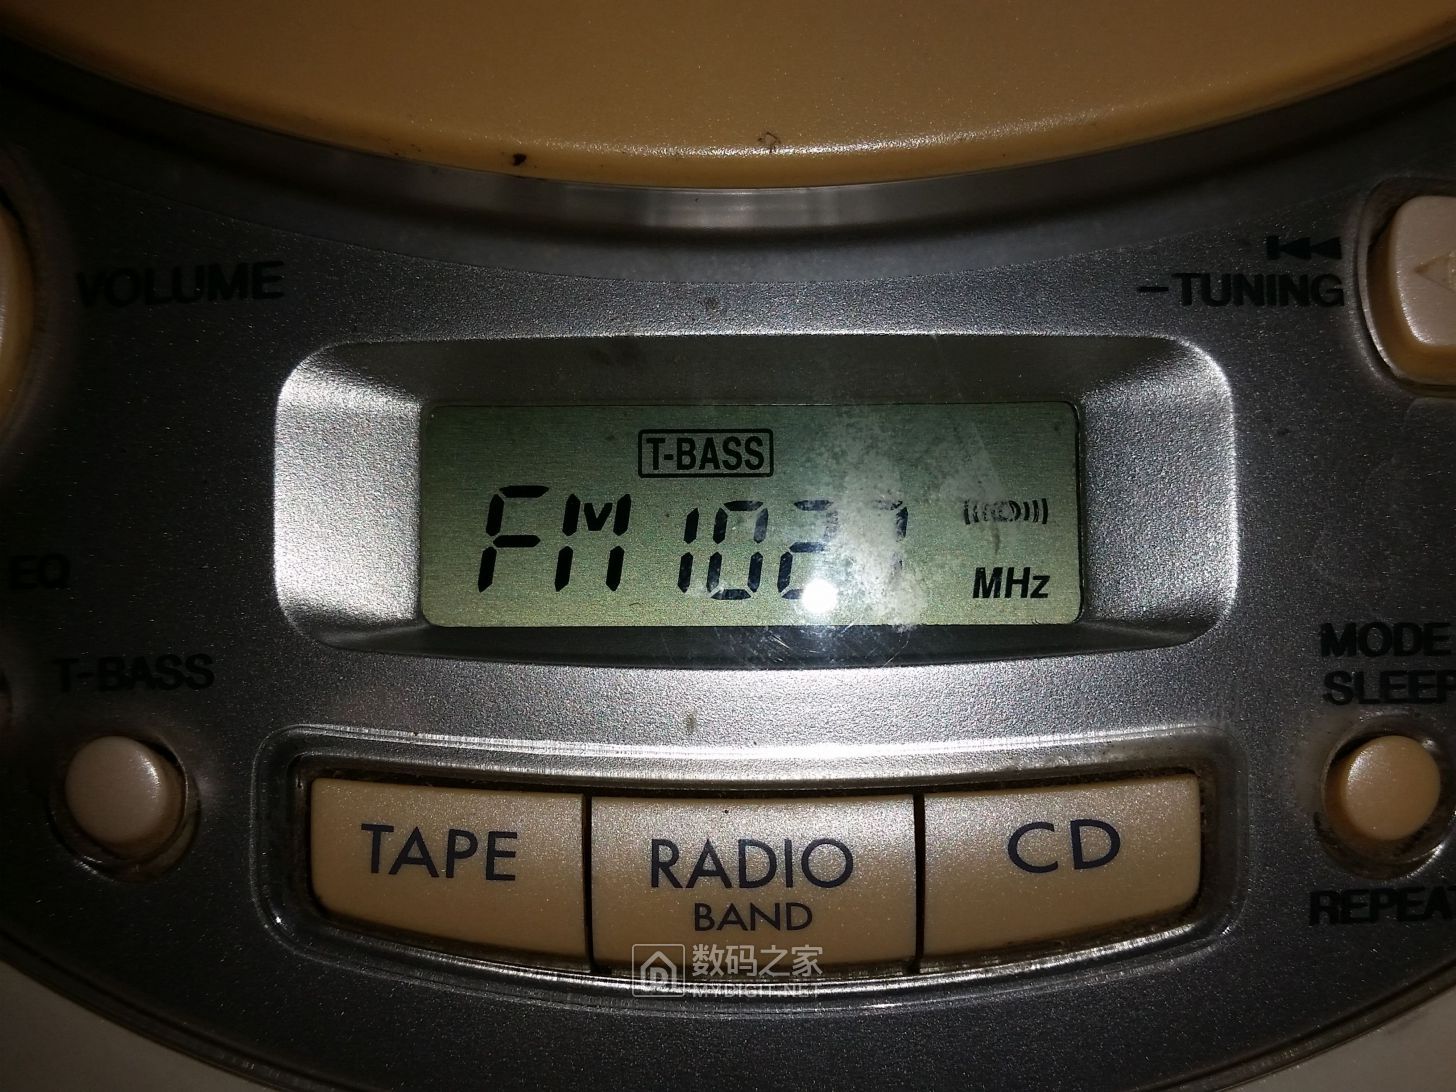 VOLUME
-TUNING
T-BASS
FM 102.7
MHz
EQ
T-BASS
MODE
SLEEP
TAPE
RADIO
BAND
CD
REPEA
数码之家
MYDIGIT.NET